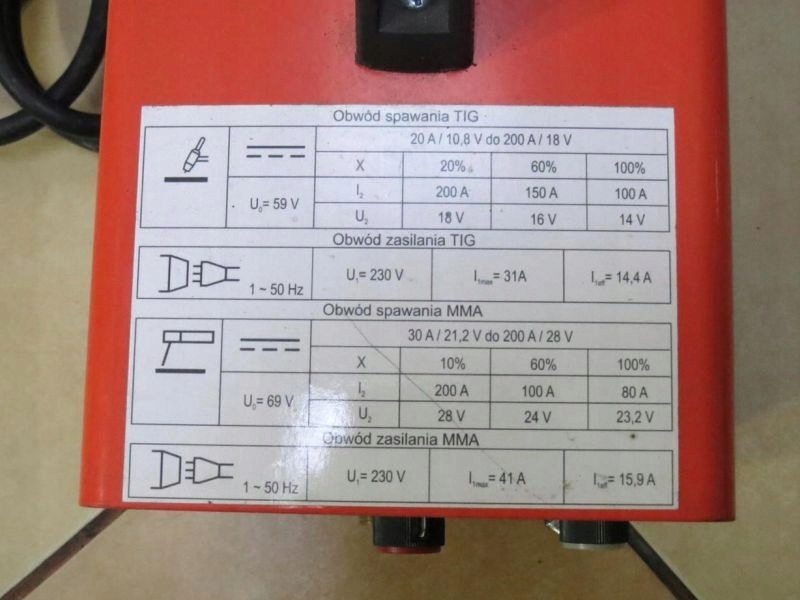 Obwód spawania TIG
20 A / 10,8 V do 200 A / 18 V
X 20% 60% 100%
U₀= 59 V I₂ 200 A 150 A 100 A
U₂ 18 V 16 V 14 V
Obwód zasilania TIG
1 ~ 50 Hz U₁= 230 V I₁max= 31A I₁eff= 14,4 A
Obwód spawania MMA
30 A / 21,2 V do 200 A / 28 V
X 10% 60% 100%
U₀= 69 V I₂ 200 A 100 A 80 A
U₂ 28 V 24 V 23,2 V
Obwód zasilania MMA
1 ~ 50 Hz U₁= 230 V I₁max= 41 A I₁eff= 15,9 A